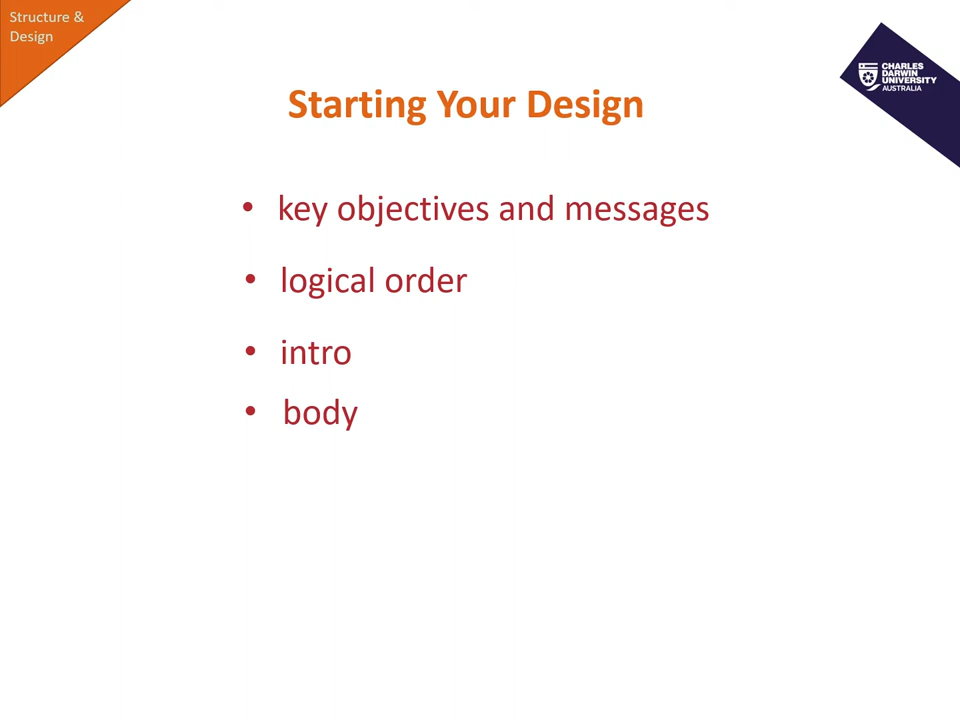 Structure &
Design
CHARLES
DARWIN
UNIVERSITY
AUSTRALIA
Starting Your Design
• key objectives and messages
• logical order
• intro
• body